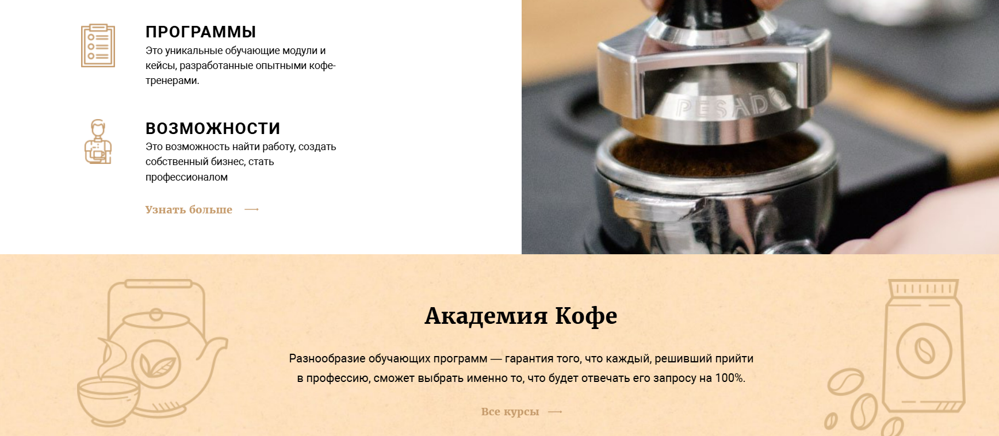 ПРОГРАММЫ
Это уникальные обучающие модули и
кейсы, разработанные опытными кофе-
тренерами.
ВОЗМОЖНОСТИ
Это возможность найти работу, создать
собственный бизнес, стать
профессионалом
Узнать больше
PESADO
Академия Кофе
Разнообразие обучающих программ — гарантия того, что каждый, решивший прийти
в профессию, сможет выбрать именно то, что будет отвечать его запросу на 100%.
Все курсы